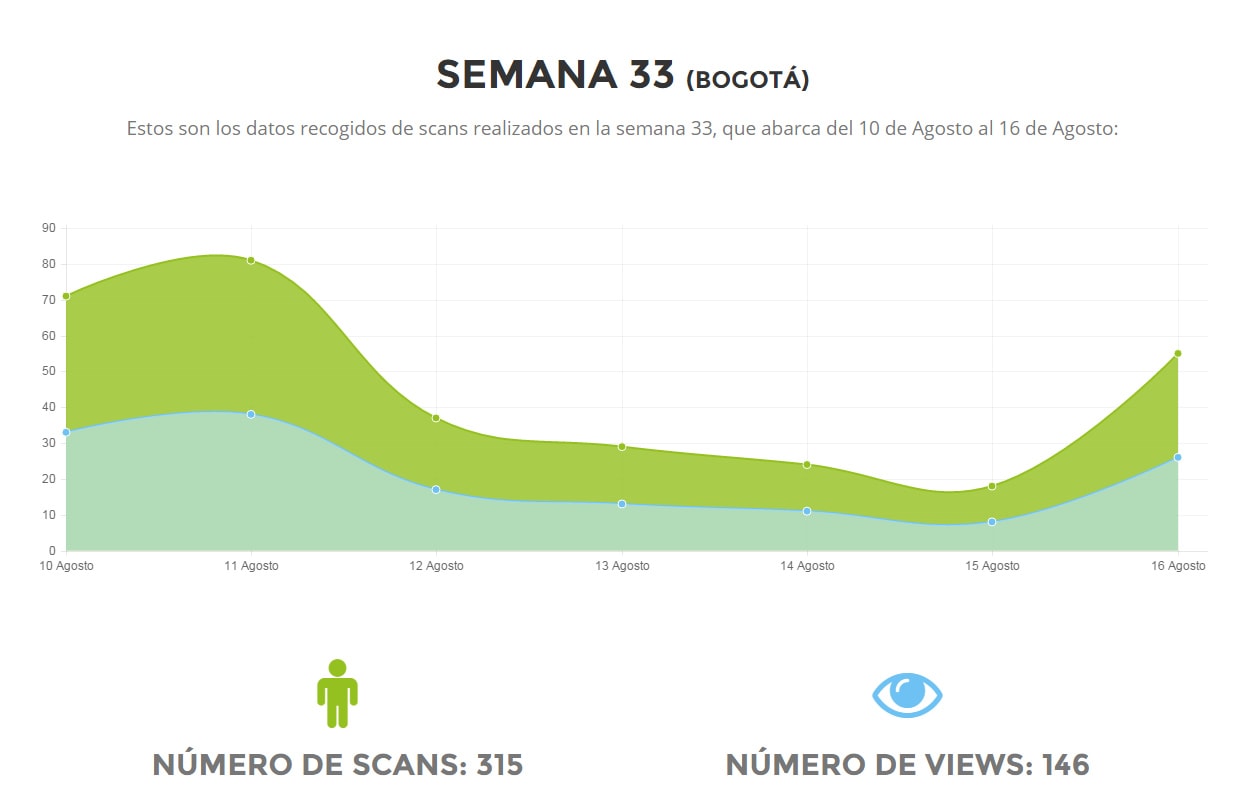 SEMANA 33 (BOGOTÁ)
Estos son los datos recogidos de scans realizados en la semana 33, que abarca del 10 de Agosto al 16 de Agosto:
90
80
70
60
50
40
30
20
10
0
10 Agosto 11 Agosto 12 Agosto 13 Agosto 14 Agosto 15 Agosto 16 Agosto
NÚMERO DE SCANS: 315 NÚMERO DE VIEWS: 146